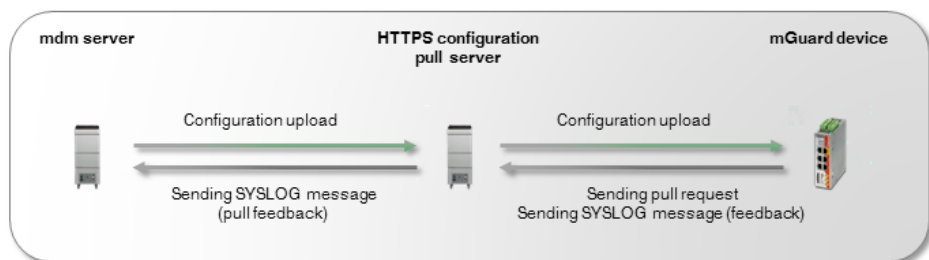 mdm server
HTTPS configuration
pull server
mGuard device
Configuration upload
Configuration upload
Sending SYSLOG message
(pull feedback)
Sending pull request
Sending SYSLOG message (feedback)